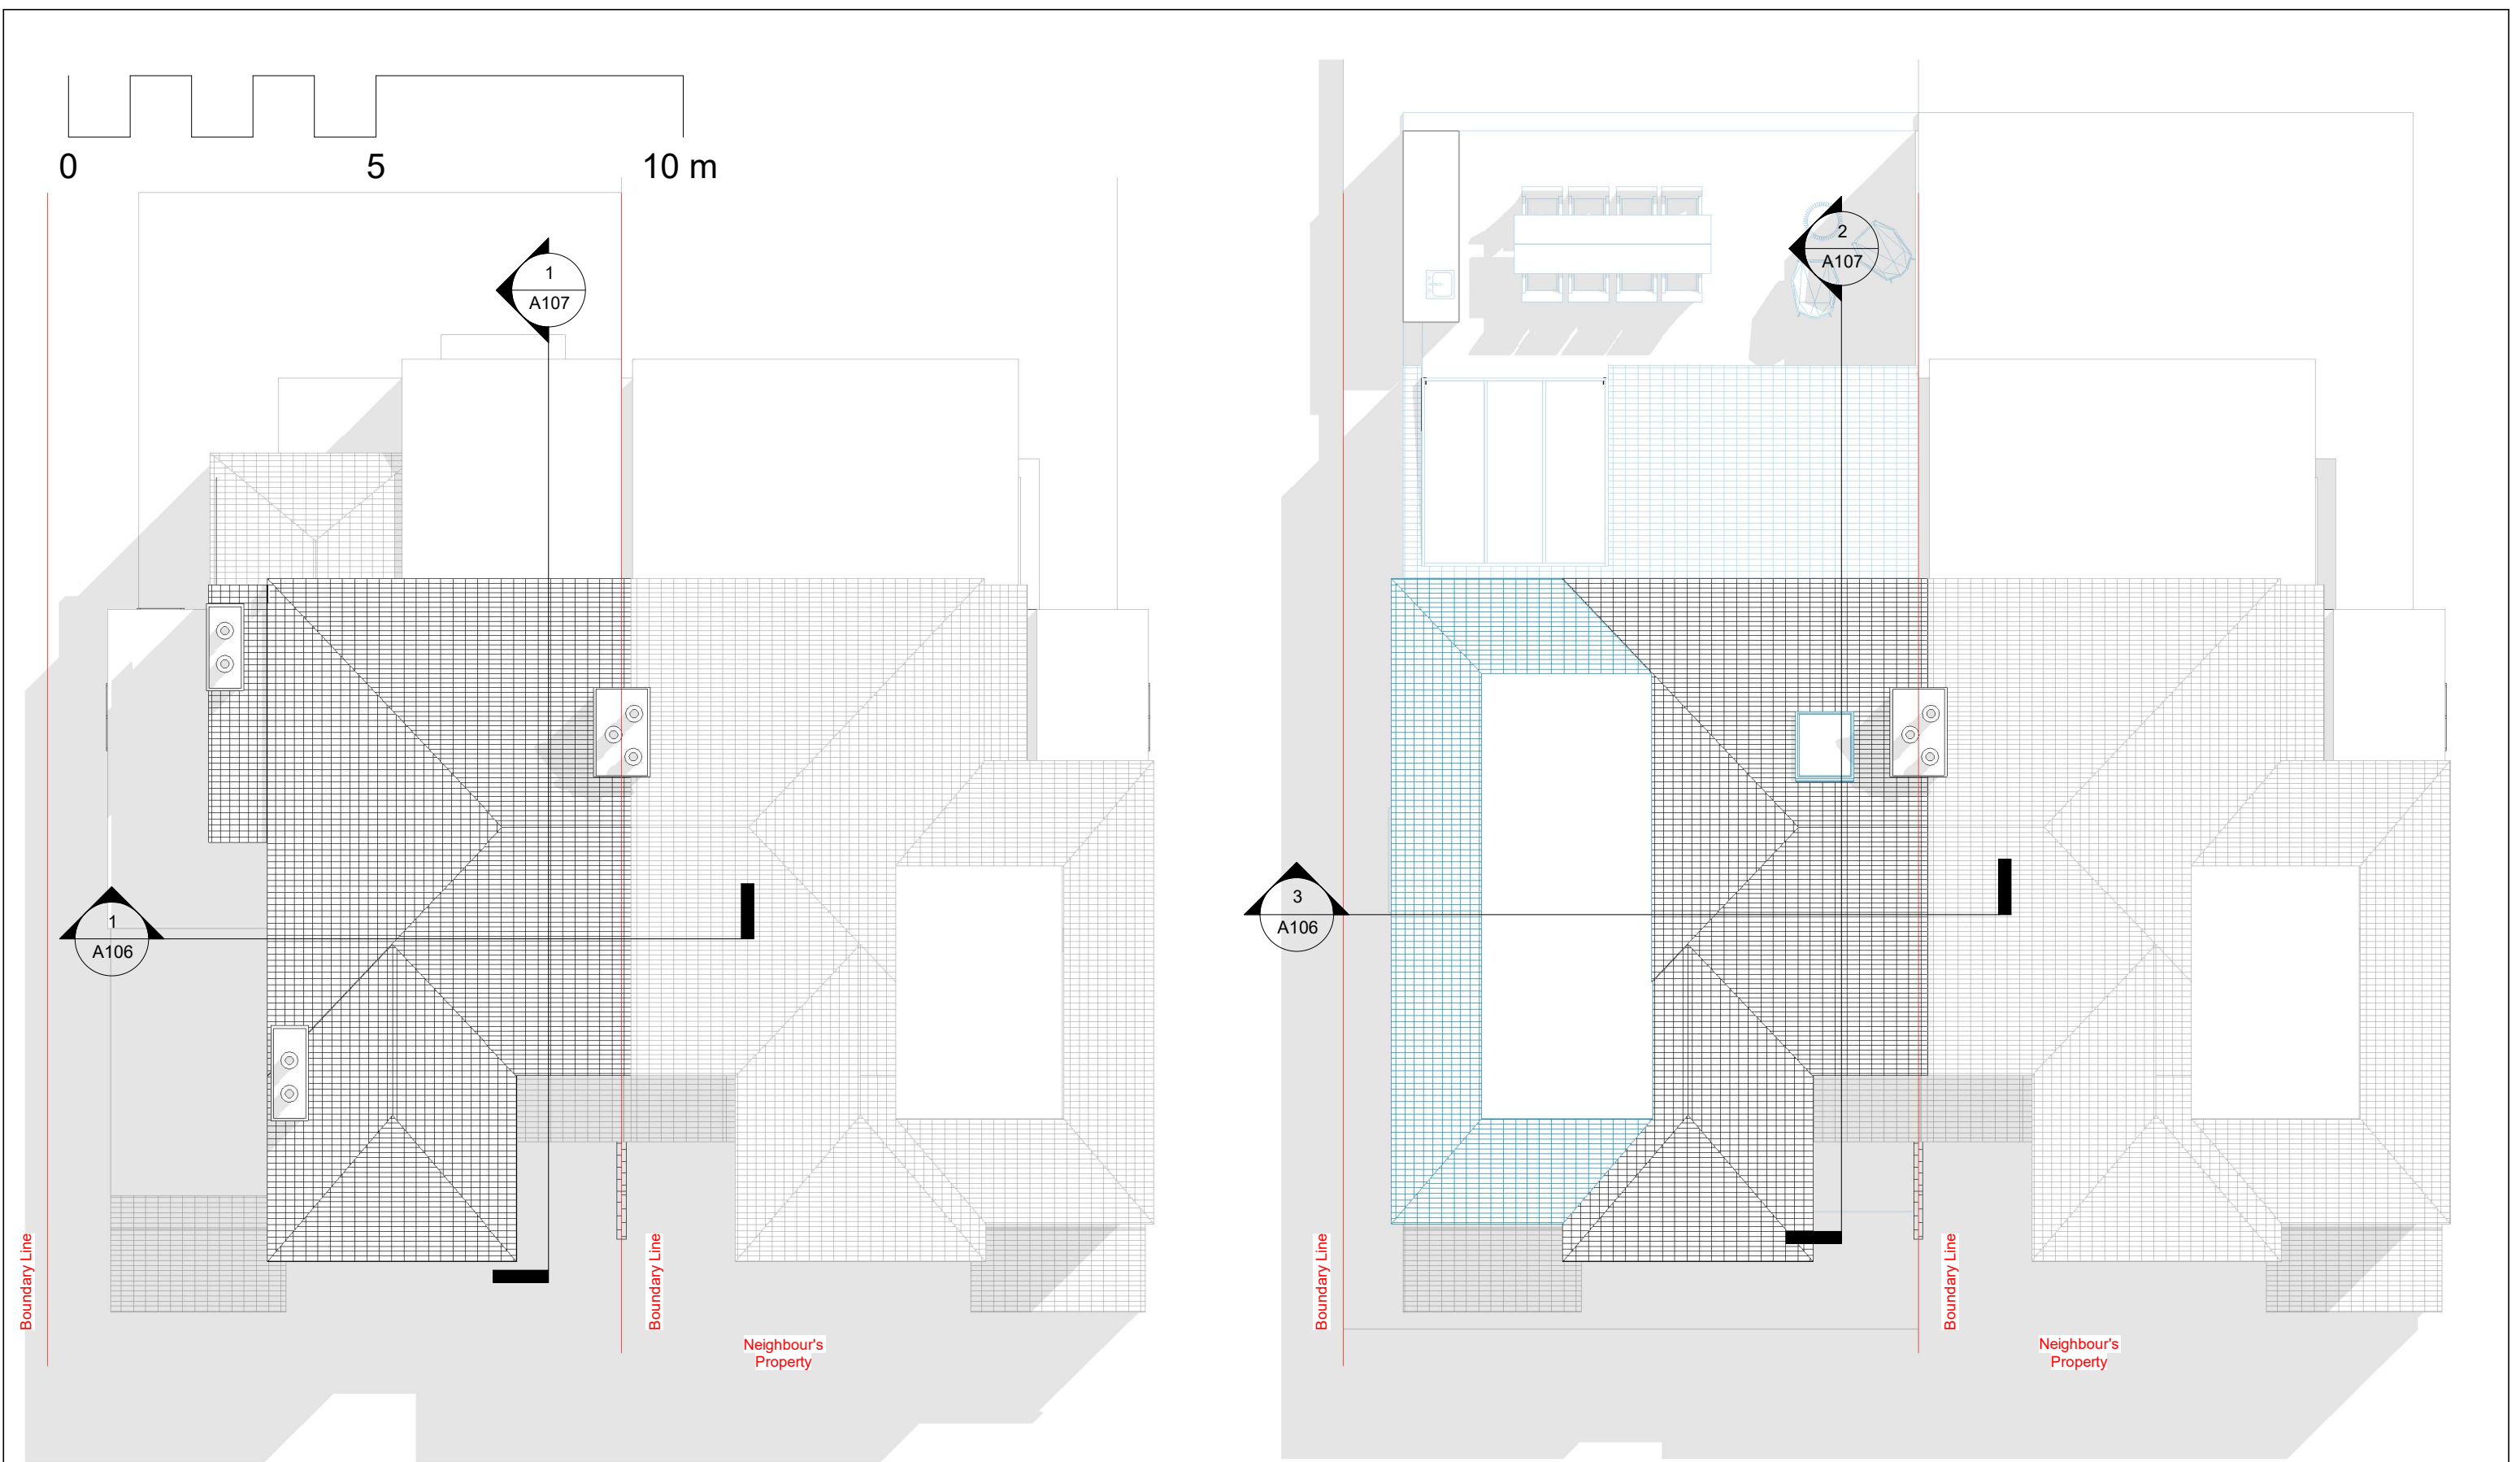 0 5 10 m
1
A107
2
A107
1
A106
3
A106
Boundary Line
Boundary Line
Neighbour's
Property
Boundary Line
Boundary Line
Neighbour's
Property